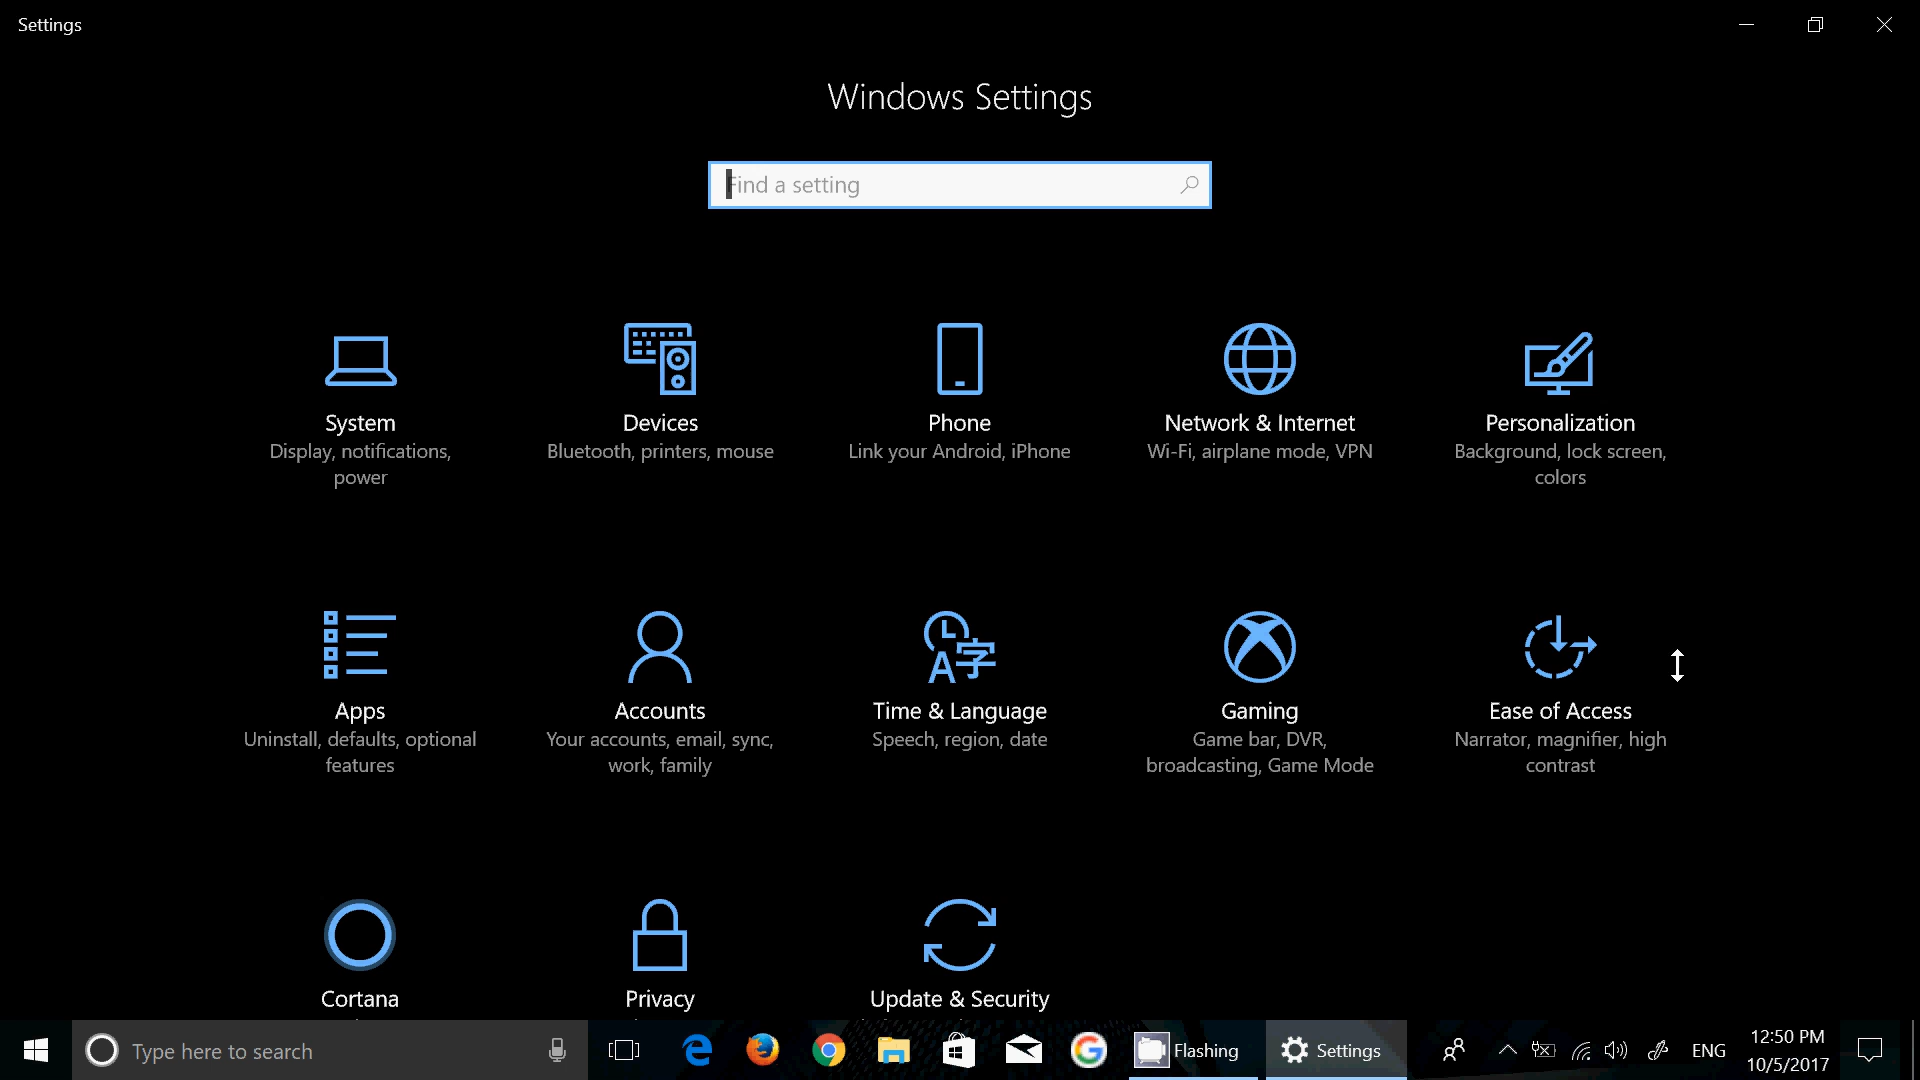 Settings
Windows Settings
Find a setting
System
Display, notifications,
power
Devices
Bluetooth, printers, mouse
Phone
Link your Android, iPhone
Network & Internet
Wi-Fi, airplane mode, VPN
Personalization
Background, lock screen,
colors
Apps
Uninstall, defaults, optional
features
Accounts
Your accounts, email, sync,
work, family
Time & Language
Speech, region, date
Gaming
Game bar, DVR,
broadcasting, Game Mode
Ease of Access
Narrator, magnifier, high
contrast
Cortana
Privacy
Update & Security
Type here to search
Flashing
Settings
ENG
12:50 PM
10/5/2017